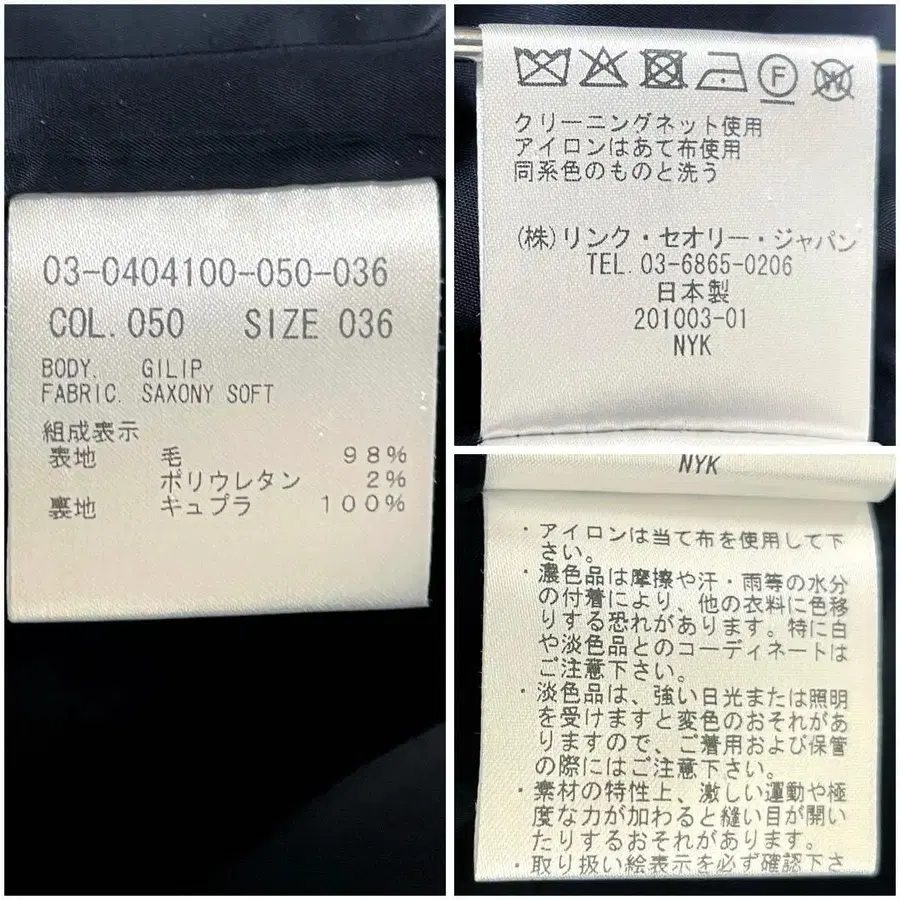 03-0404100-050-036
COL. 050 SIZE 036
BODY. GILIP
FABRIC. SAXONY SOFT
組成表示
表地 毛 98%
ポリウレタン 2%
裏地 キュプラ 100%
F
W
クリーニングネット使用
アイロンはあて布使用
同系色のものと洗う
(株)リンク・セオリー・ジャパン
TEL. 03-6865-0206
日本製
201003-01
NYK
NYK
・アイロンは当て布を使用して下
さい。
・濃色品は摩擦や汗・雨等の水分
の付着により、他の衣料に色移
りする恐れがあります。特に白
や淡色品とのコーディネートは
ご注意下さい。
・淡色品は、強い日光または照明
を受けますと変色のおそれがあ
りますので、ご着用および保管
の際にはご注意下さい。
・素材の特性上、激しい運動や極
度な力が加わると縫い目が開い
たりするおそれがあります。
・取り扱い絵表示を必ず確認下さ